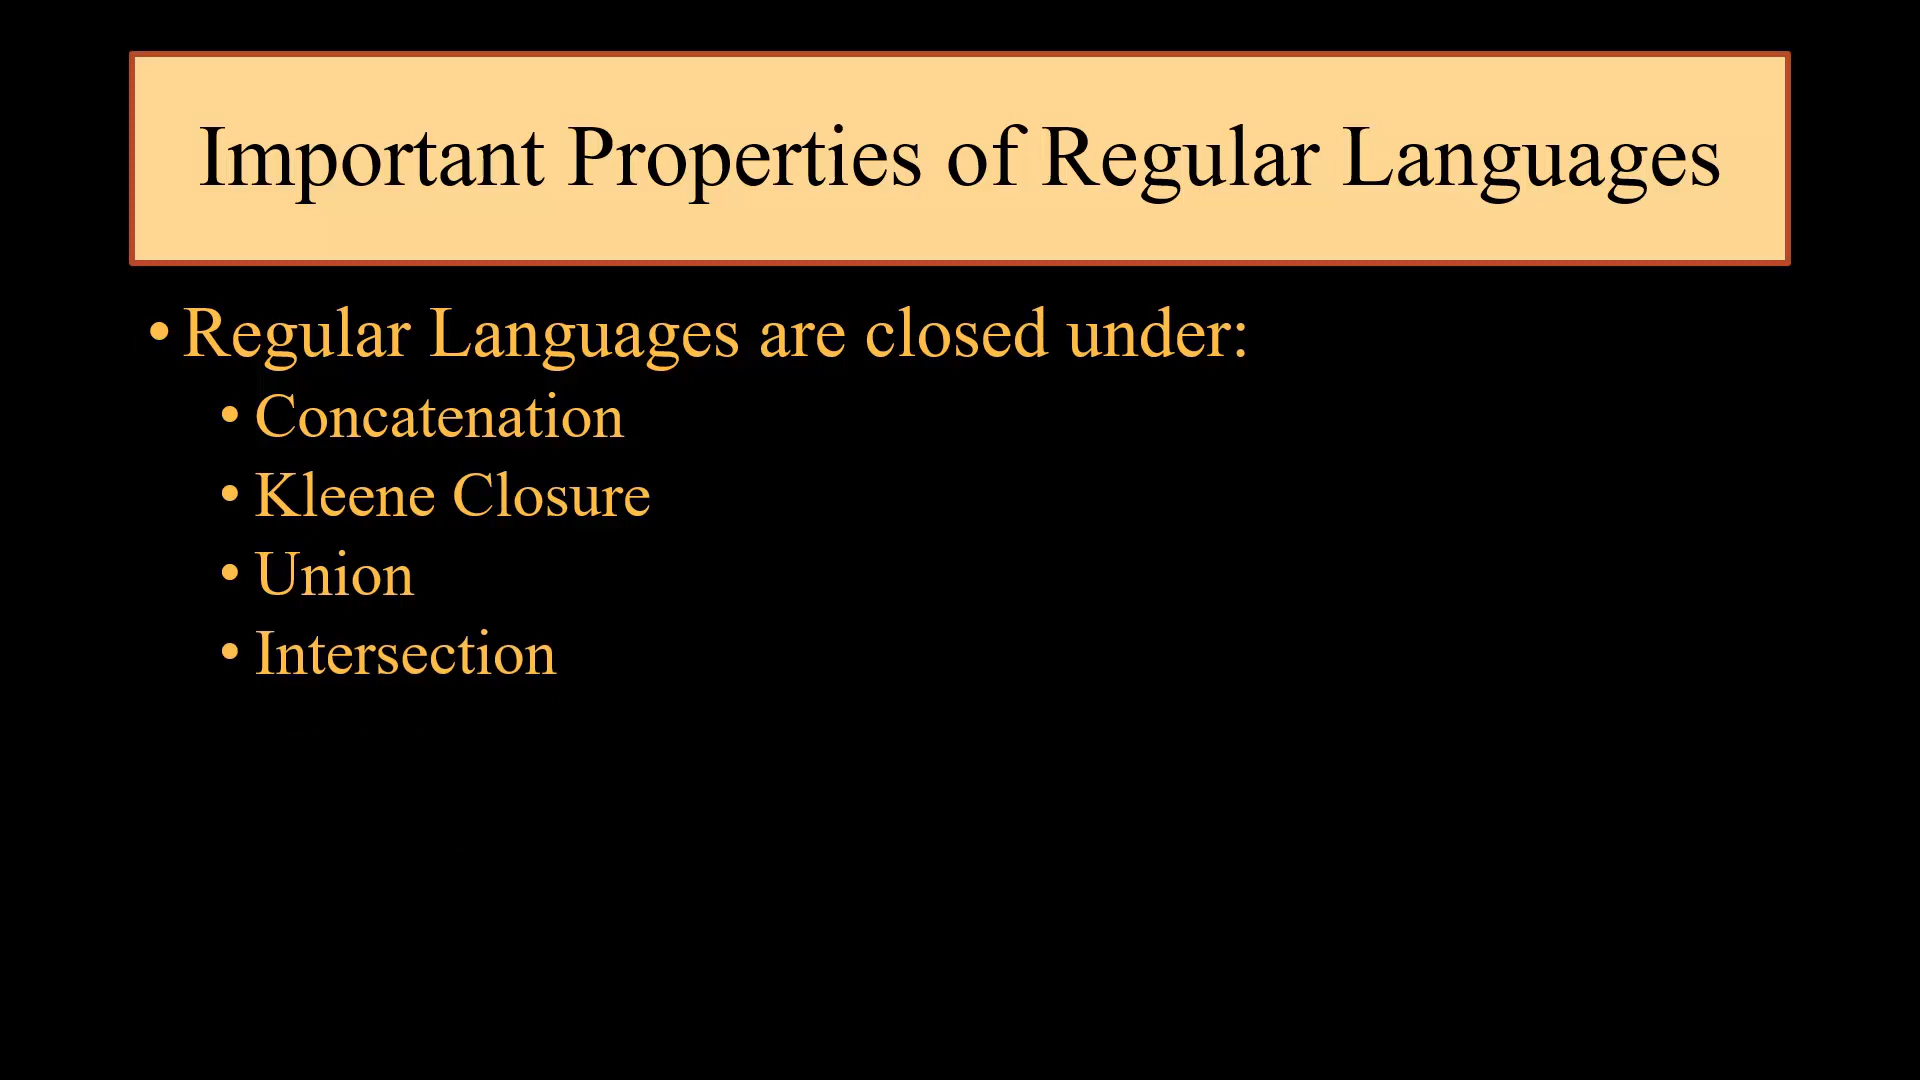 Important Properties of Regular Languages
• Regular Languages are closed under:
• Concatenation
• Kleene Closure
• Union
• Intersection